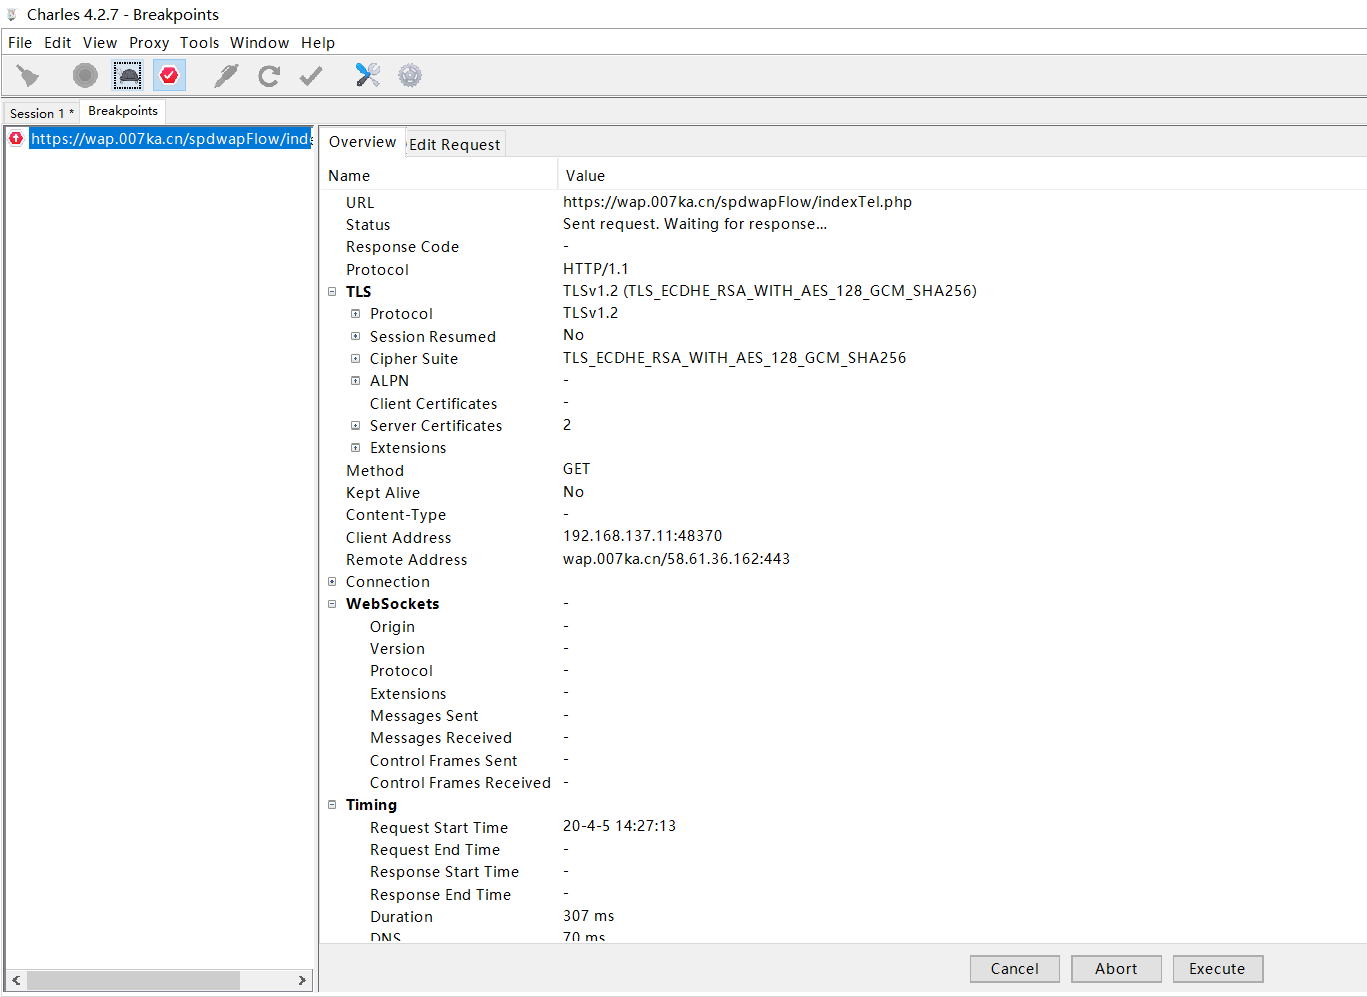 Charles 4.2.7 - Breakpoints
File Edit View Proxy Tools Window Help
Session 1 * Breakpoints
https://wap.007ka.cn/spdwapFlow/inde
Overview Edit Request
Name Value
URL https://wap.007ka.cn/spdwapFlow/indexTel.php
Status Sent request. Waiting for response...
Response Code -
Protocol HTTP/1.1
TLS TLSv1.2 (TLS_ECDHE_RSA_WITH_AES_128_GCM_SHA256)
Protocol TLSv1.2
Session Resumed No
Cipher Suite TLS_ECDHE_RSA_WITH_AES_128_GCM_SHA256
ALPN -
Client Certificates -
Server Certificates 2
Extensions
Method GET
Kept Alive No
Content-Type -
Client Address 192.168.137.11:48370
Remote Address wap.007ka.cn/58.61.36.162:443
Connection
WebSockets -
Origin -
Version -
Protocol -
Extensions -
Messages Sent -
Messages Received -
Control Frames Sent -
Control Frames Received -
Timing
Request Start Time 20-4-5 14:27:13
Request End Time -
Response Start Time -
Response End Time -
Duration 307 ms
DNS 70 ms
Cancel Abort Execute